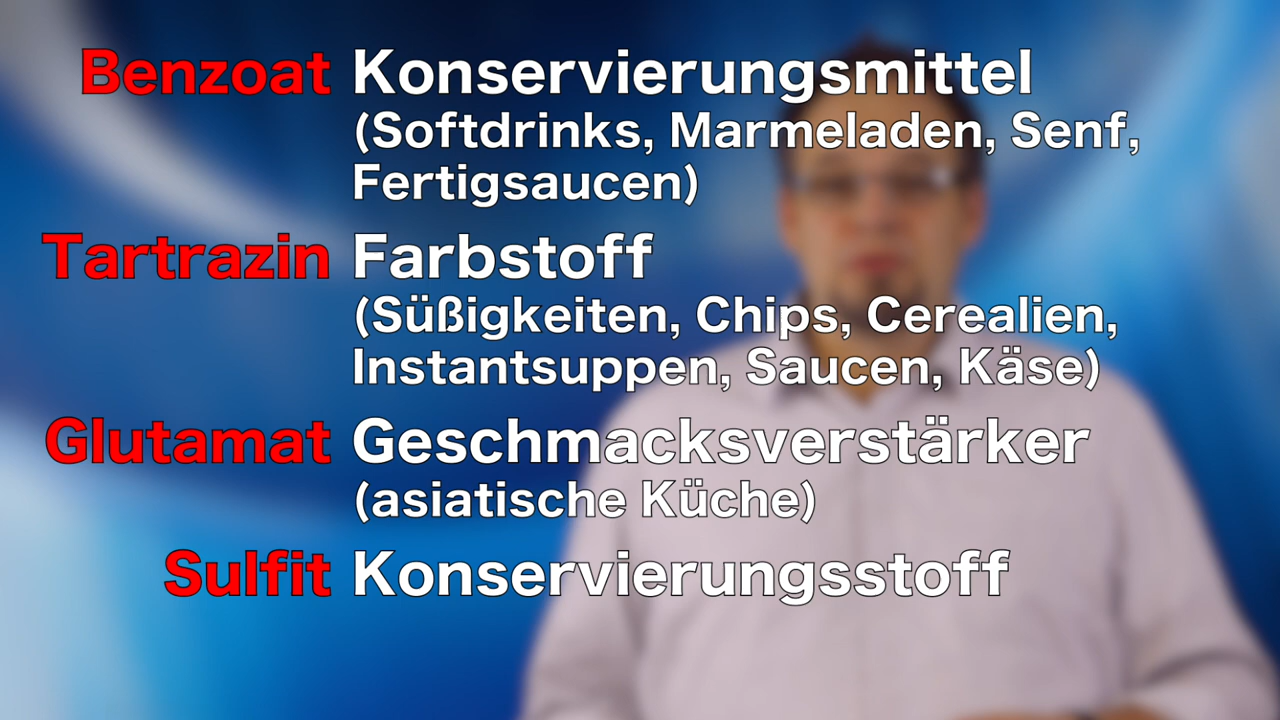 Benzoat Konservierungsmittel
(Softdrinks, Marmeladen, Senf,
Fertigsaucen)
Tartrazin Farbstoff
(Süßigkeiten, Chips, Cerealien,
Instantsuppen, Saucen, Käse)
Glutamat Geschmacksverstärker
(asiatische Küche)
Sulfit Konservierungsstoff